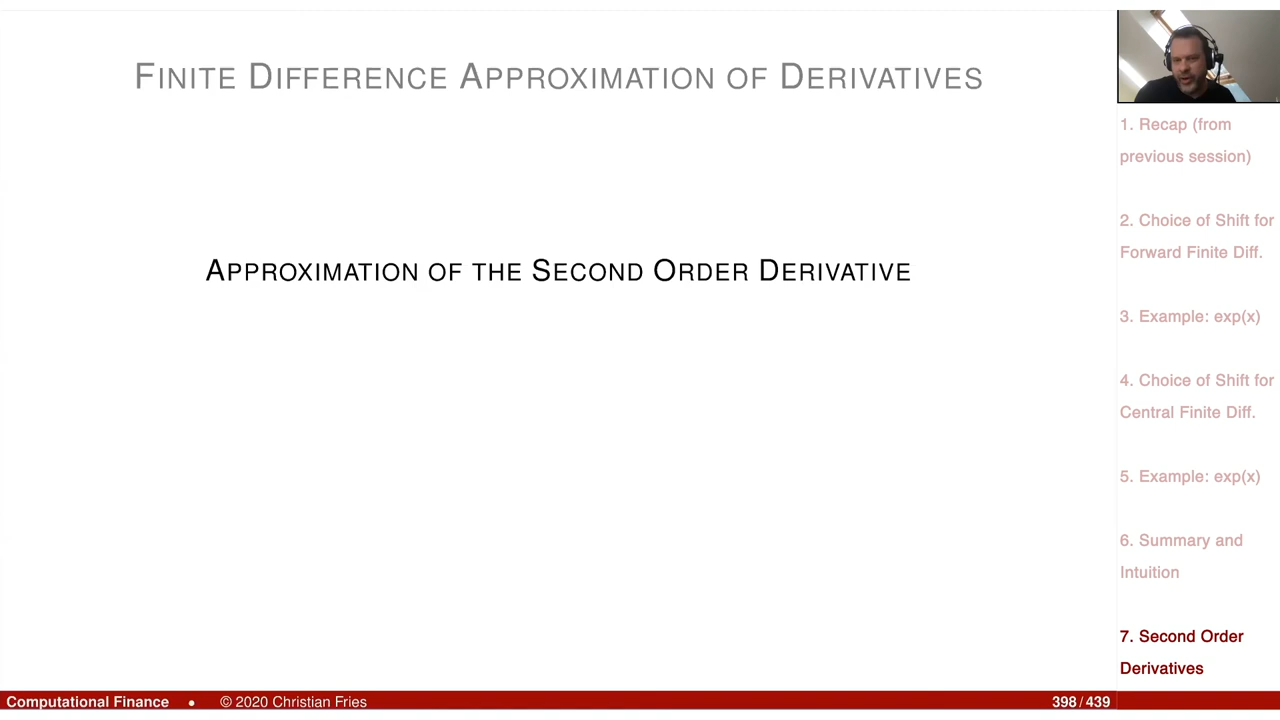 FINITE DIFFERENCE APPROXIMATION OF DERIVATIVES
APPROXIMATION OF THE SECOND ORDER DERIVATIVE
1. Recap (from
previous session)
2. Choice of Shift for
Forward Finite Diff.
3. Example: exp(x)
4. Choice of Shift for
Central Finite Diff.
5. Example: exp(x)
6. Summary and
Intuition
7. Second Order
Derivatives
Computational Finance • © 2020 Christian Fries 398 / 439